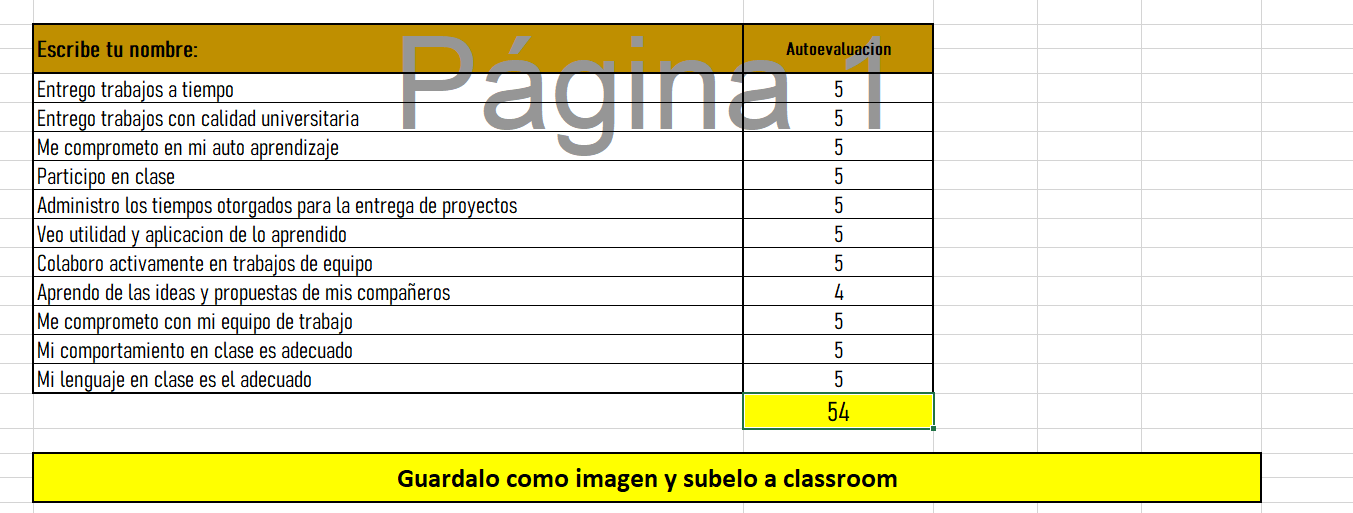 Escribe tu nombre: Autoevaluacion
Página 1
Entrego trabajos a tiempo 5
Entrego trabajos con calidad universitaria 5
Me comprometo en mi auto aprendizaje 5
Participo en clase 5
Administro los tiempos otorgados para la entrega de proyectos 5
Veo utilidad y aplicacion de lo aprendido 5
Colaboro activamente en trabajos de equipo 5
Aprendo de las ideas y propuestas de mis compañeros 4
Me comprometo con mi equipo de trabajo 5
Mi comportamiento en clase es adecuado 5
Mi lenguaje en clase es el adecuado 5
54
Guardalo como imagen y subelo a classroom